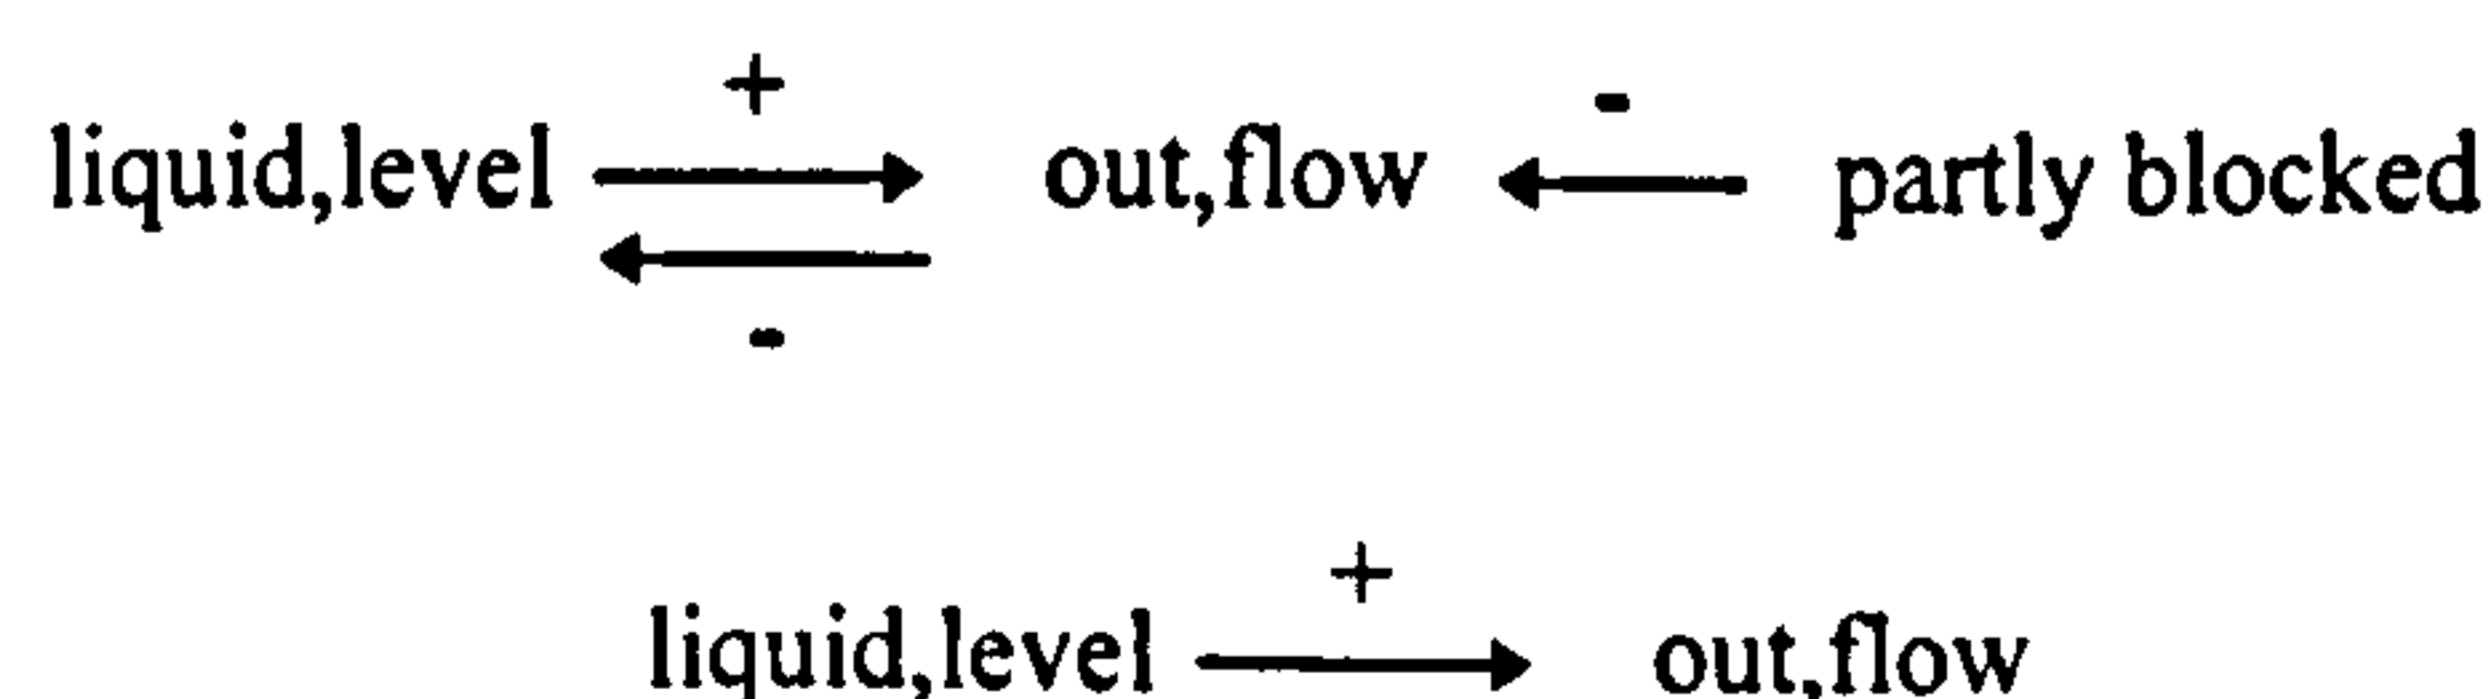 + -
liquid,level out,flow partly blocked
-
+
liquid,level out,flow